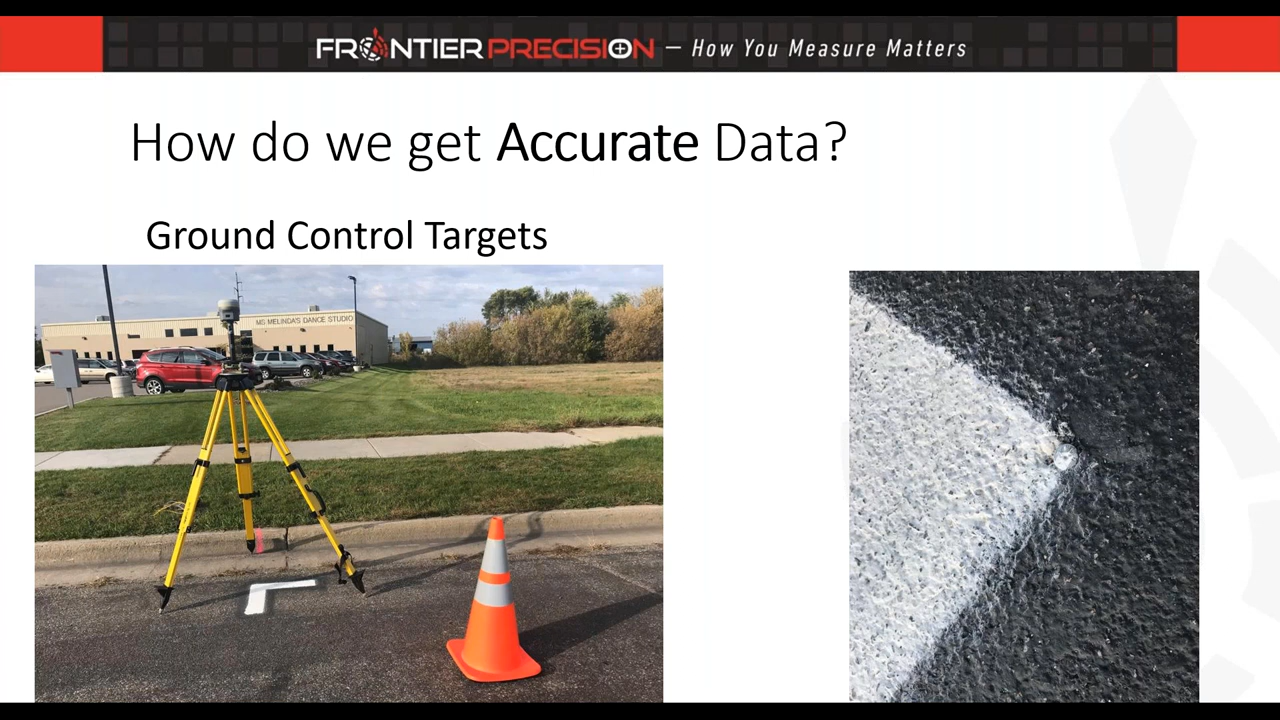 FRONTIER PRECISION — How You Measure Matters
How do we get Accurate Data?
Ground Control Targets
MS MELINDA'S DANCE STUDIO